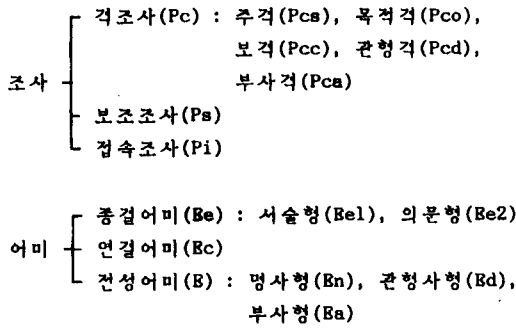 격조사(Pc) : 주격(Pcs), 목적격(Pco),
보격(Pcc), 관형격(Pcd),
조사
부사격(Pca)
보조조사(Ps)
접속조사(Pi)
종결어미(Ee) : 서술형(Ee1), 의문형(Ee2)
어미
연결어미(Ec)
전성어미(E) : 명사형(En), 관형사형(Ed),
부사형(Ea)